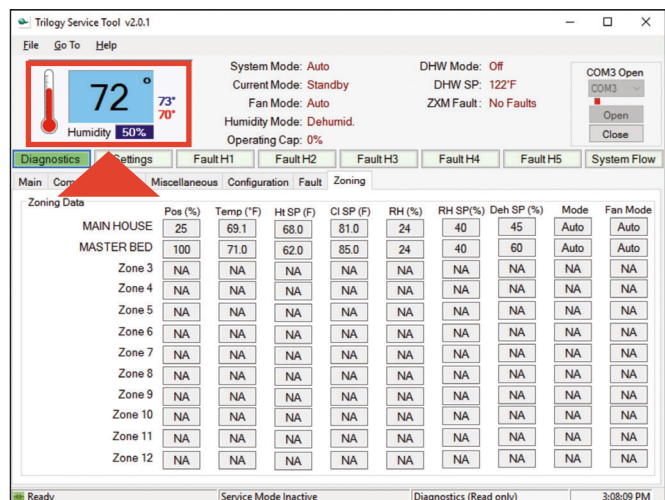 Trilogy Service Tool v2.0.1
File Go To Help
72° 73° 70°
Humidity 50%
System Mode: Auto
Current Mode: Standby
Fan Mode: Auto
Humidity Mode: Dehumid.
Operating Cap: 0%
DHW Mode: Off
DHW SP: 122°F
ZXM Fault: No Faults
COM3 Open
COM3
Open
Close
Diagnostics Settings Fault H1 Fault H2 Fault H3 Fault H4 Fault H5 System Flow
Main Miscellaneous Configuration Fault Zoning
Zoning Data
Pos (%) Temp (°F) Ht SP (F) Cl SP (F) RH (%) RH SP(%) Deh SP (%) Mode Fan Mode
MAIN HOUSE 25 69.1 68.0 81.0 24 40 45 Auto Auto
MASTER BED 100 71.0 62.0 85.0 24 40 60 Auto Auto
Zone 3 NA NA NA NA NA NA NA NA NA
Zone 4 NA NA NA NA NA NA NA NA NA
Zone 5 NA NA NA NA NA NA NA NA NA
Zone 6 NA NA NA NA NA NA NA NA NA
Zone 7 NA NA NA NA NA NA NA NA NA
Zone 8 NA NA NA NA NA NA NA NA NA
Zone 9 NA NA NA NA NA NA NA NA NA
Zone 10 NA NA NA NA NA NA NA NA NA
Zone 11 NA NA NA NA NA NA NA NA NA
Zone 12 NA NA NA NA NA NA NA NA NA
Ready Service Mode Inactive Diagnostics (Read only) 3:08:09 PM